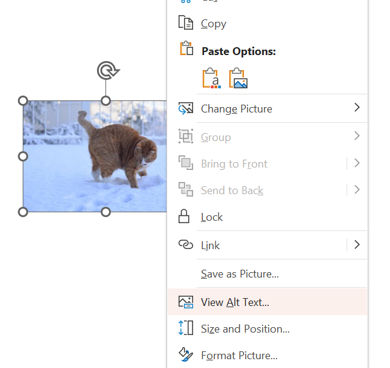 Copy
Paste Options:
a
Change Picture
Group
Bring to Front
Send to Back
Lock
Link
Save as Picture...
View Alt Text...
Size and Position...
Format Picture...